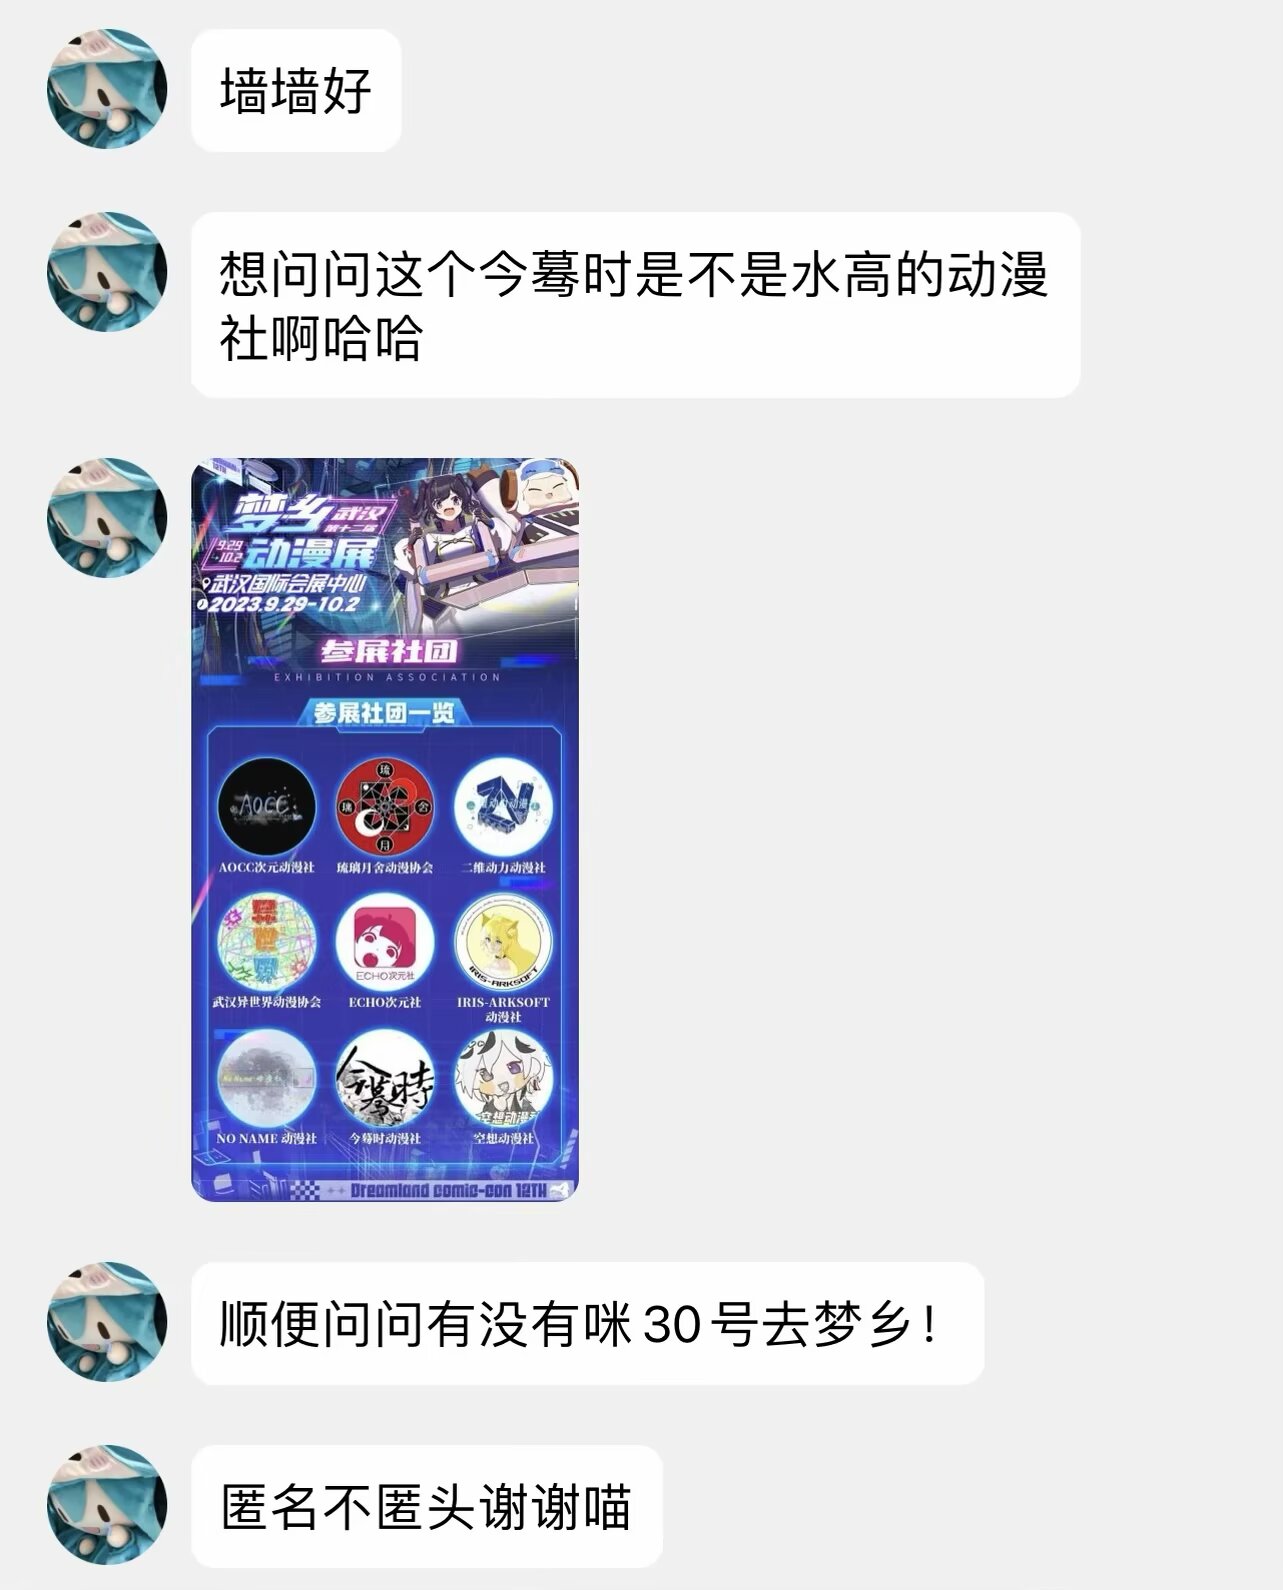 墙墙好
想问问这个今蓦时是不是水高的动漫
社啊哈哈
梦乡 武汉
第十二届
9.29
10.2
动漫展
武汉国际会展中心
2023.9.29-10.2
参展社团
EXHIBITION ASSOCIATION
参展社团一览
AOCC
琉
璃
舍
月
AOCC次元动漫社
琉璃月舍动漫协会
二维动力动漫社
ECHO次元社
IRIS-ARKSOFT
武汉异世界动漫协会
ECHO次元社
IRIS-ARKSOFT
动漫社
今蓦時
空想动漫社
NO NAME 动漫社
今蓦时动漫社
空想动漫社
Dreamland comic-con 12TH
顺便问问有没有咪30号去梦乡！
匿名不匿头谢谢喵